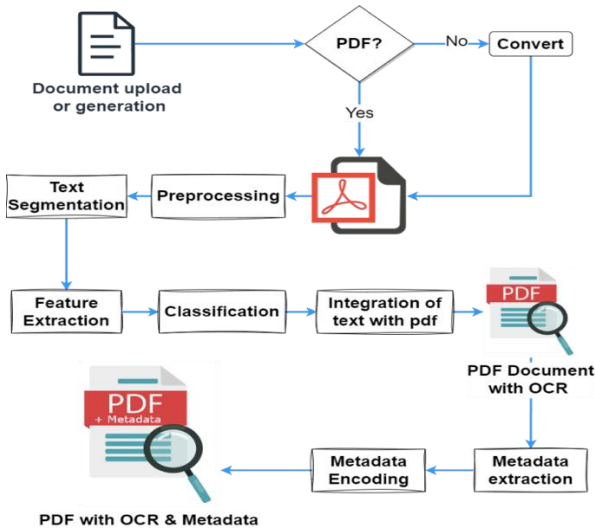 Document upload
or generation
PDF?
No
Convert
Yes
Text
Segmentation
Preprocessing
Feature
Extraction
Classification
Integration of
text with pdf
PDF
PDF Document
with OCR
Metadata
extraction
Metadata
Encoding
PDF
+ Metadata
PDF with OCR & Metadata